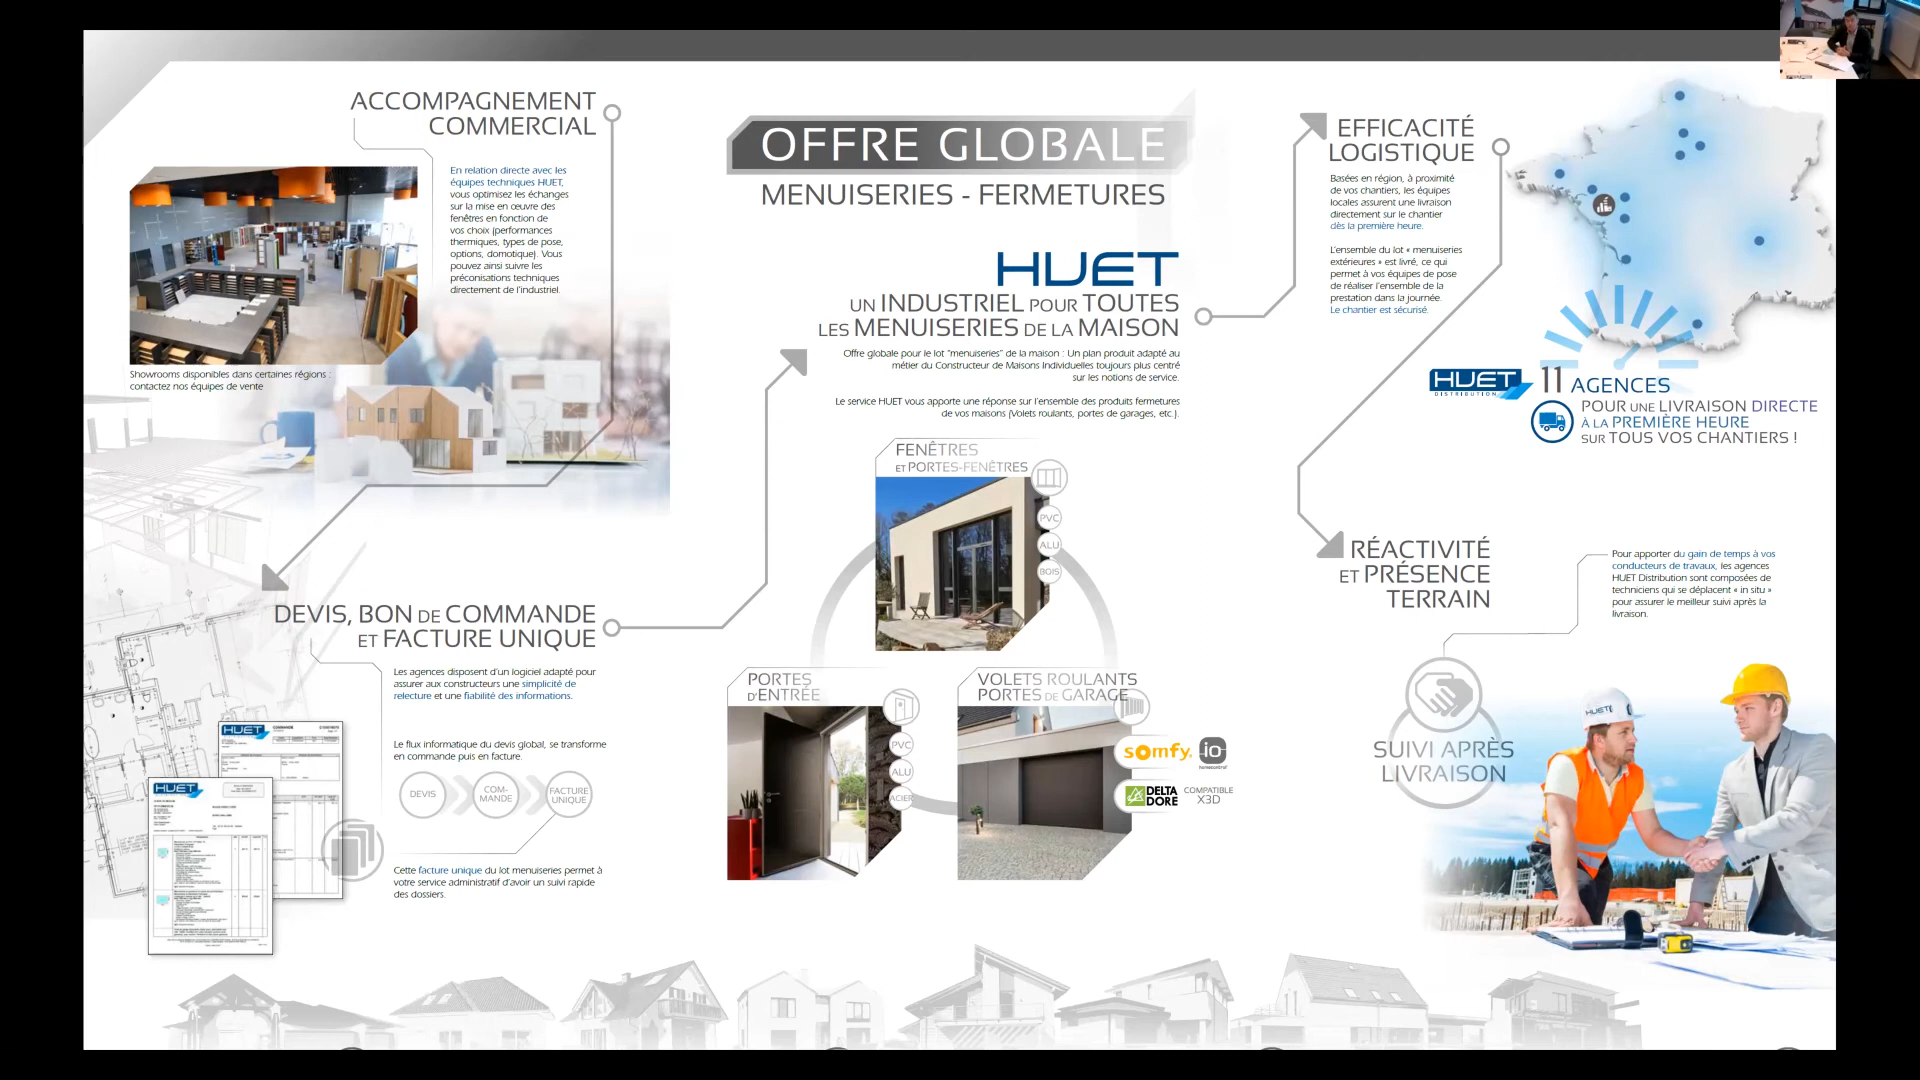 ACCOMPAGNEMENT
COMMERCIAL
En relation directe avec les
équipes techniques HUET,
vous optimisez les échanges
sur la mise en œuvre des
fenêtres en fonction de
vos choix (performances
thermiques, types de pose,
options, domotique). Vous
pouvez ainsi suivre les
préconisations techniques
directement de l'industriel.
Showrooms disponibles dans certaines régions :
contactez nos équipes de vente
DEVIS, BON DE COMMANDE
ET FACTURE UNIQUE
Les agences disposent d'un logiciel adapté pour
assurer aux constructeurs une simplicité de
relecture et une fiabilité des informations.
Le flux informatique du devis global, se transforme
en commande puis en facture.
DEVIS
COM-
MANDE
FACTURE
UNIQUE
Cette facture unique du lot menuiseries permet à
votre service administratif d'avoir un suivi rapide
des dossiers.
HUET
COMMANDE
HUET
OFFRE GLOBALE
MENUISERIES - FERMETURES
HUET
UN INDUSTRIEL POUR TOUTES
LES MENUISERIES DE LA MAISON
Offre globale pour le lot "menuiseries" de la maison : Un plan produit adapté au
métier du Constructeur de Maisons Individuelles toujours plus centré
sur les notions de service.
Le service HUET vous apporte une réponse sur l'ensemble des produits fermetures
de vos maisons (Volets roulants, portes de garages, etc.).
FENÊTRES
ET PORTES-FENÊTRES
PVC
ALU
BOIS
PORTES
D'ENTRÉE
PVC
ALU
ACIER
VOLETS ROULANTS
PORTES DE GARAGE
somfy.
io
homecontrol
DELTA
DORE
COMPATIBLE
X3D
EFFICACITÉ
LOGISTIQUE
Basées en région, à proximité
de vos chantiers, les équipes
locales assurent une livraison
directement sur le chantier
dès la première heure.
L'ensemble du lot « menuiseries
extérieures » est livré, ce qui
permet à vos équipes de pose
de réaliser l'ensemble de la
prestation dans la journée.
Le chantier est sécurisé.
HUET
DISTRIBUTION
11 AGENCES
POUR UNE LIVRAISON DIRECTE
À LA PREMIÈRE HEURE
SUR TOUS VOS CHANTIERS !
RÉACTIVITÉ
ET PRÉSENCE
TERRAIN
Pour apporter du gain de temps à vos
conducteurs de travaux, les agences
HUET Distribution sont composées de
techniciens qui se déplacent « in situ »
pour assurer le meilleur suivi après la
livraison.
SUIVI APRÈS
LIVRAISON
HUET